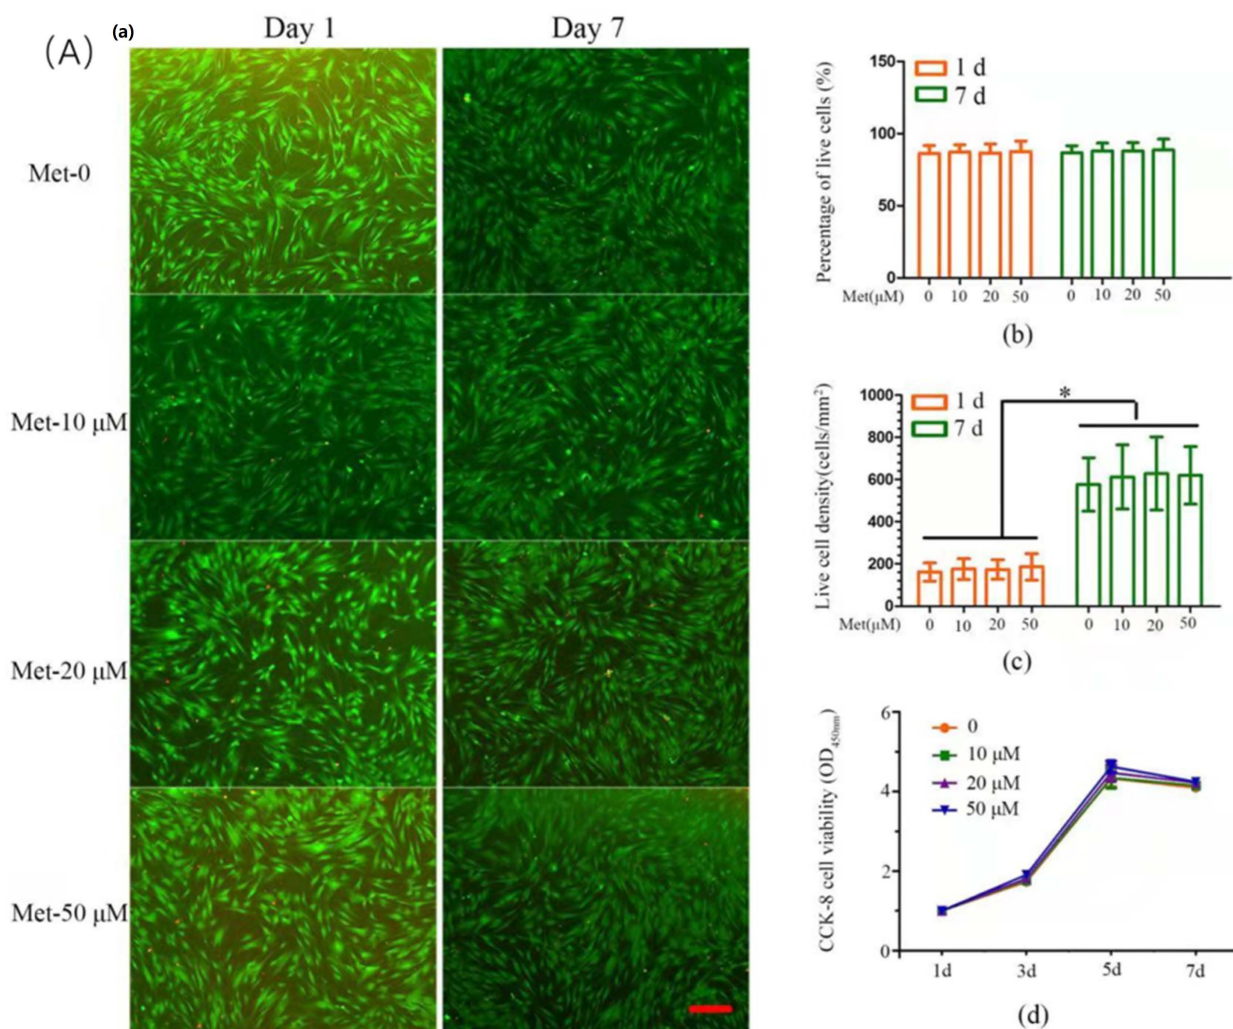 (A)
(a)
Day 1
Day 7
Met-0
Met-10 μM
Met-20 μM
Met-50 μM
Percentage of live cells (%)
150
100
50
0
1 d
7 d
Met(μM)
0 10 20 50 0 10 20 50
(b)
Live cell density(cells/mm²)
1000
800
600
400
200
0
1 d
7 d
*
Met(μM)
0 10 20 50 0 10 20 50
(c)
CCK-8 cell viability (OD450nm)
6
4
2
0
0
10 μM
20 μM
50 μM
1d 3d 5d 7d
(d)